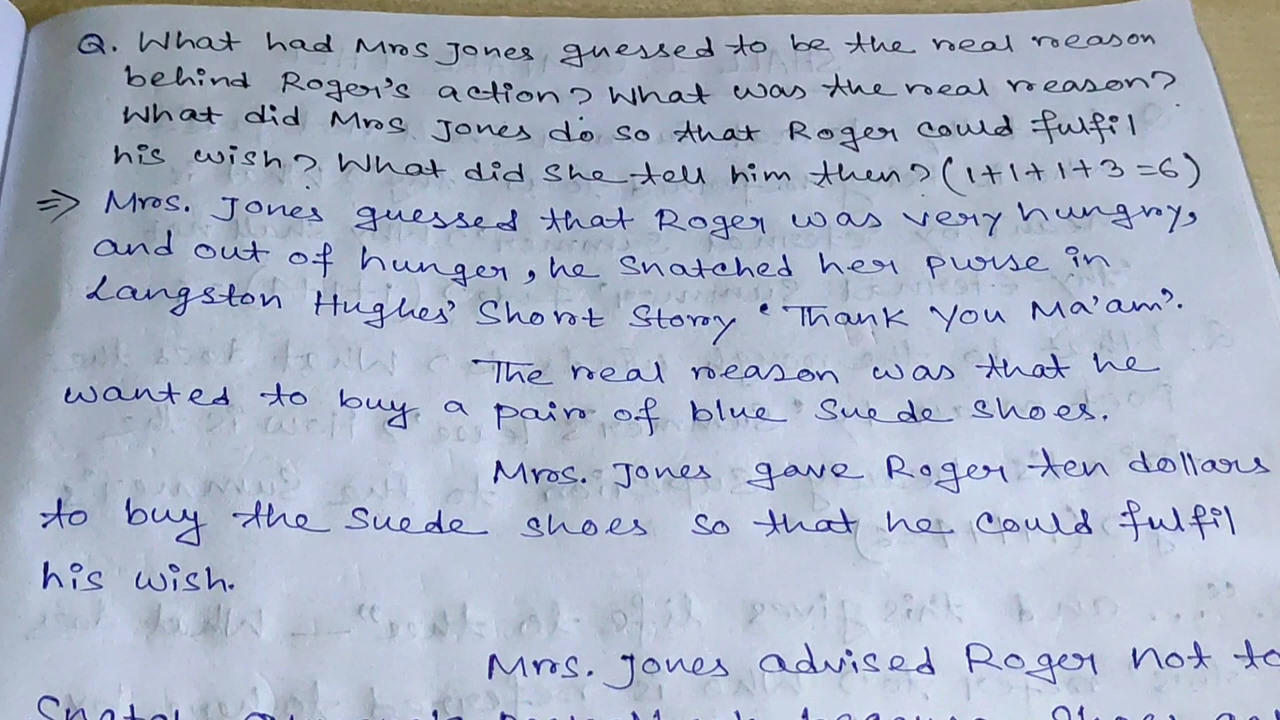 Q. What had Mrs Jones guessed to be the real reason
behind Roger's action? What was the real reason?
What did Mrs Jones do so that Roger could fulfil
his wish? What did she tell him then? (1+1+1+3=6)
⇒ Mrs. Jones guessed that Roger was very hungry,
and out of hunger, he snatched her purse in
Langston Hughes' Short Story 'Thank You Ma'am'.
The real reason was that he
wanted to buy a pair of blue suede shoes.
Mrs. Jones gave Roger ten dollars
to buy the suede shoes so that he could fulfil
his wish.
Mrs. Jones advised Roger not to